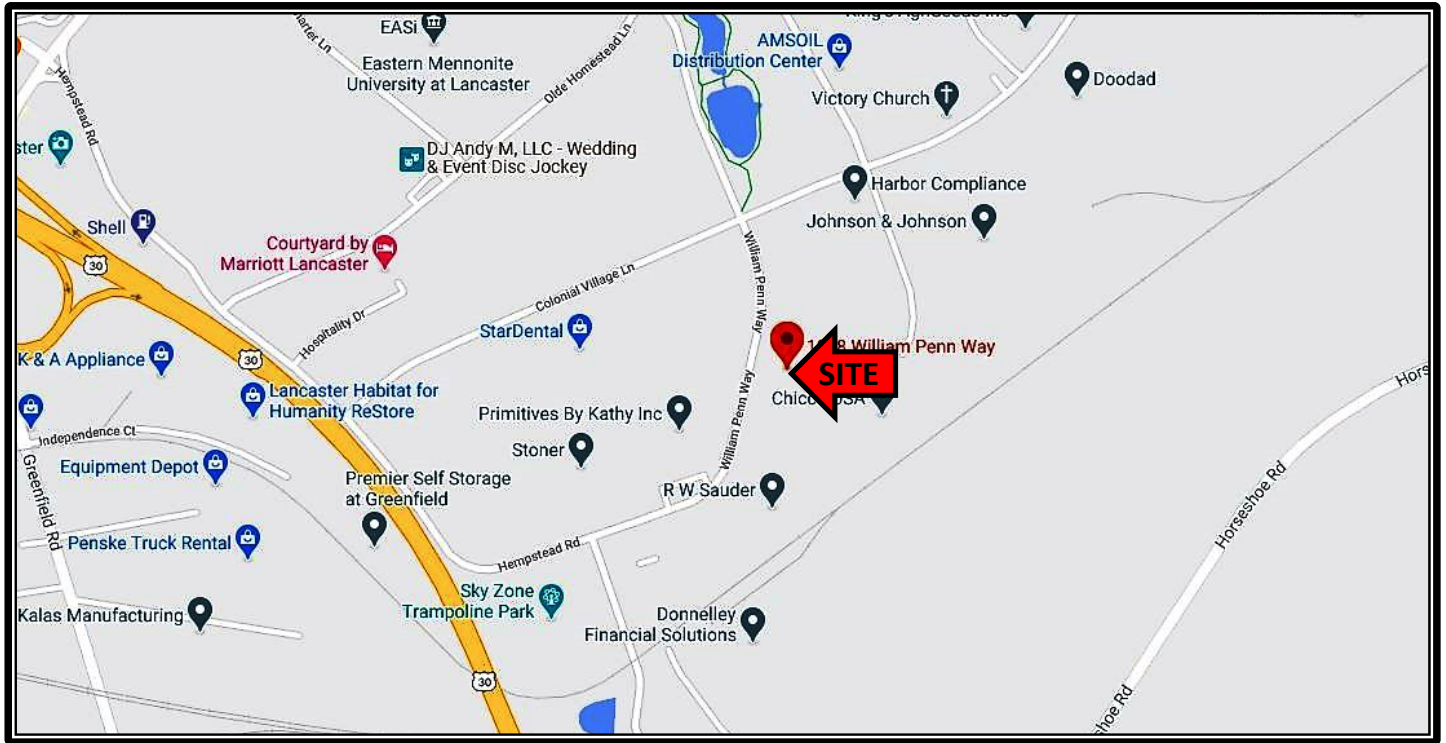 EASi
Eastern Mennonite
University at Lancaster
Olde Homestead Ln
AMSOIL
Distribution Center
Doodad
Victory Church
Hempstead Rd
DJ Andy M, LLC - Wedding
& Event Disc Jockey
Harbor Compliance
Johnson & Johnson
Shell
Courtyard by
Marriott Lancaster
William Penn Way
30
Colonial Village Ln
Hospitality Dr
StarDental
William Penn Way
SITE
K & A Appliance
30
Lancaster Habitat for
Humanity ReStore
Primitives By Kathy Inc
William Penn Way
Independence Ct
Stoner
Equipment Depot
Greenfield Rd
Premier Self Storage
at Greenfield
R W Sauder
Horseshoe Rd
Penske Truck Rental
Hempstead Rd
Sky Zone
Trampoline Park
Kalas Manufacturing
Donnelley
Financial Solutions
30